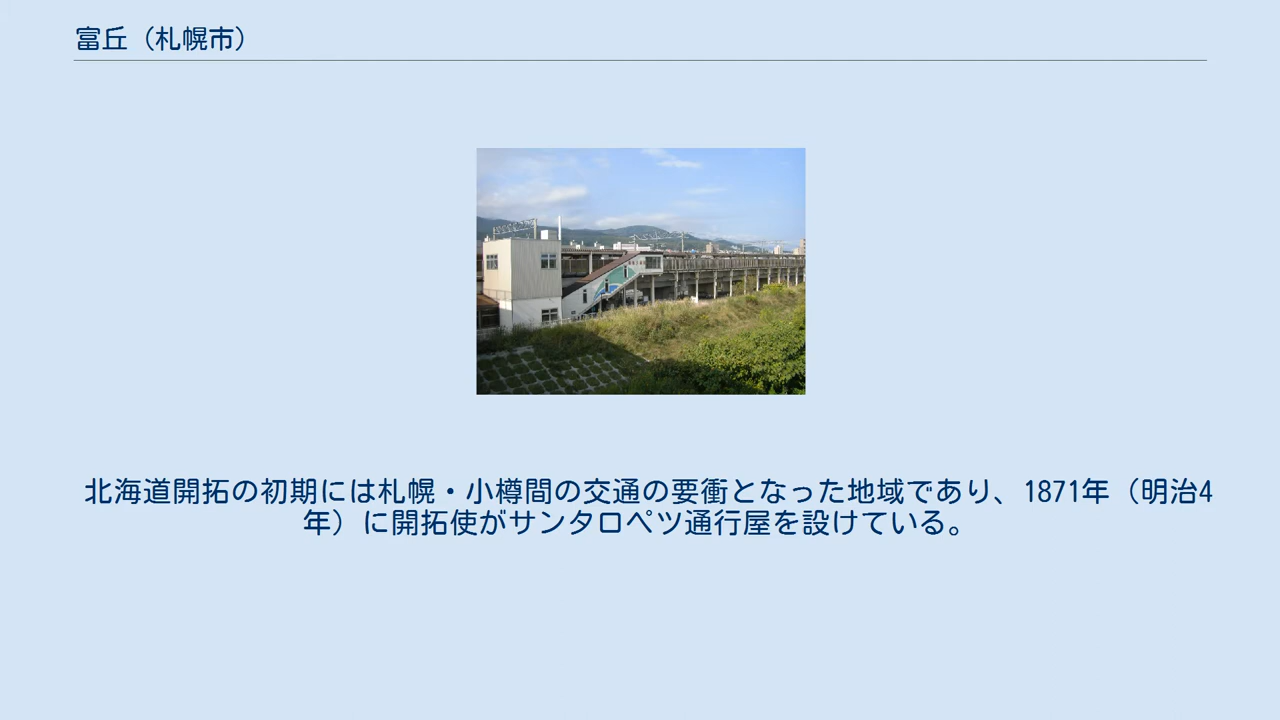 富丘（札幌市）
北海道開拓の初期には札幌・小樽間の交通の要衝となった地域であり、1871年（明治4
年）に開拓使がサンタロペツ通行屋を設けている。